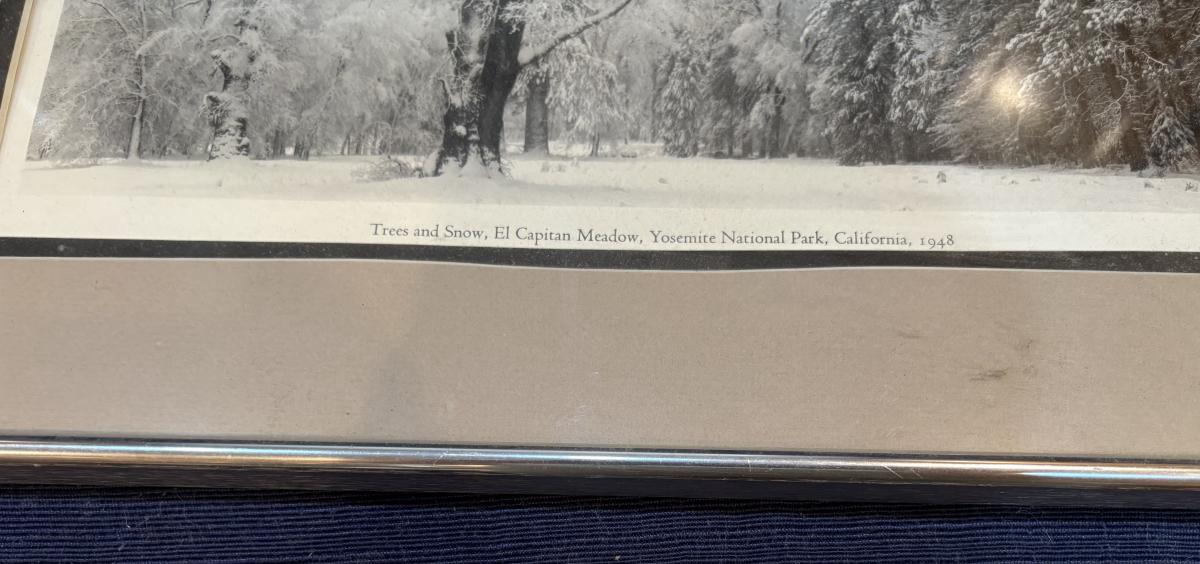 Trees and Snow, El Capitan Meadow, Yosemite National Park, California, 1948